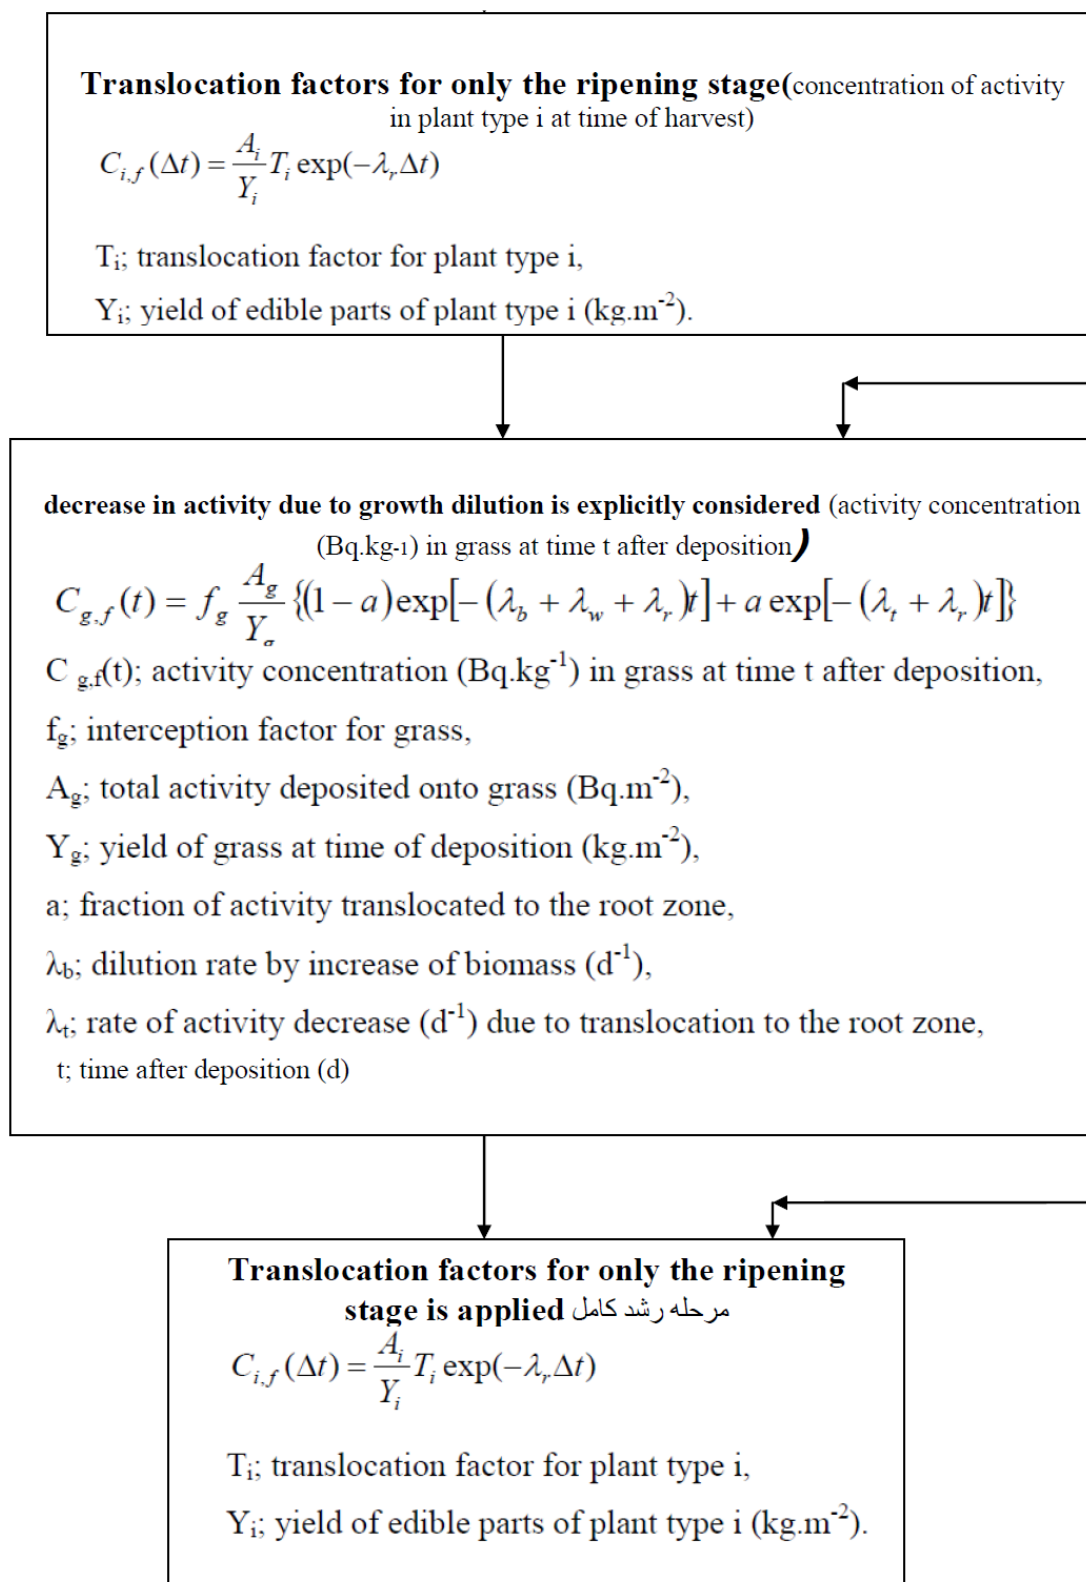 Translocation factors for only the ripening stage(concentration of activity
in plant type i at time of harvest)
C_{i,f}(Δt) = \frac{A_i}{Y_i} T_i exp(−λ_rΔt)
T_i; translocation factor for plant type i,
Y_i; yield of edible parts of plant type i (kg.m^{-2}).
decrease in activity due to growth dilution is explicitly considered (activity concentration
(Bq.kg-1) in grass at time t after deposition)
C_{g,f}(t) = f_g \frac{A_g}{Y_g} {(1−a)exp[−(λ_b + λ_w + λ_r)t] + a exp[−(λ_t + λ_r)t]}
C _{g,f}(t); activity concentration (Bq.kg^{-1}) in grass at time t after deposition,
f_g; interception factor for grass,
A_g; total activity deposited onto grass (Bq.m^{-2}),
Y_g; yield of grass at time of deposition (kg.m^{-2}),
a; fraction of activity translocated to the root zone,
λ_b; dilution rate by increase of biomass (d^{-1}),
λ_t; rate of activity decrease (d^{-1}) due to translocation to the root zone,
t; time after deposition (d)
Translocation factors for only the ripening
stage is applied مرحله رشد کامل
C_{i,f}(Δt) = \frac{A_i}{Y_i} T_i exp(−λ_rΔt)
T_i; translocation factor for plant type i,
Y_i; yield of edible parts of plant type i (kg.m^{-2}).